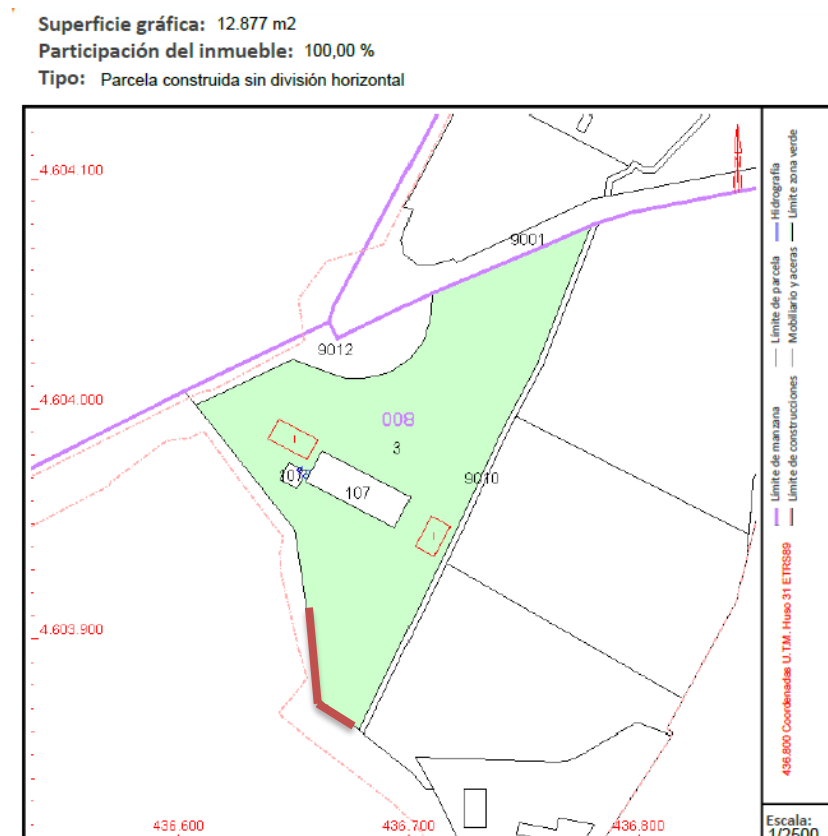 Superficie gráfica: 12.877 m2
Participación del inmueble: 100,00 %
Tipo: Parcela construida sin división horizontal
4.604.100
9001
9012
4.604.000
008
3
I
107
9010
I
4.603.900
436.600
436.700
436.800
Límite de manzana
Límite de parcela
Hidrografía
Límite de construcciones
Mobiliario y aceras
Límite zona verde
436.800 Coordenadas U.T.M. Huso 31 ETRS89
Escala:
1/2500